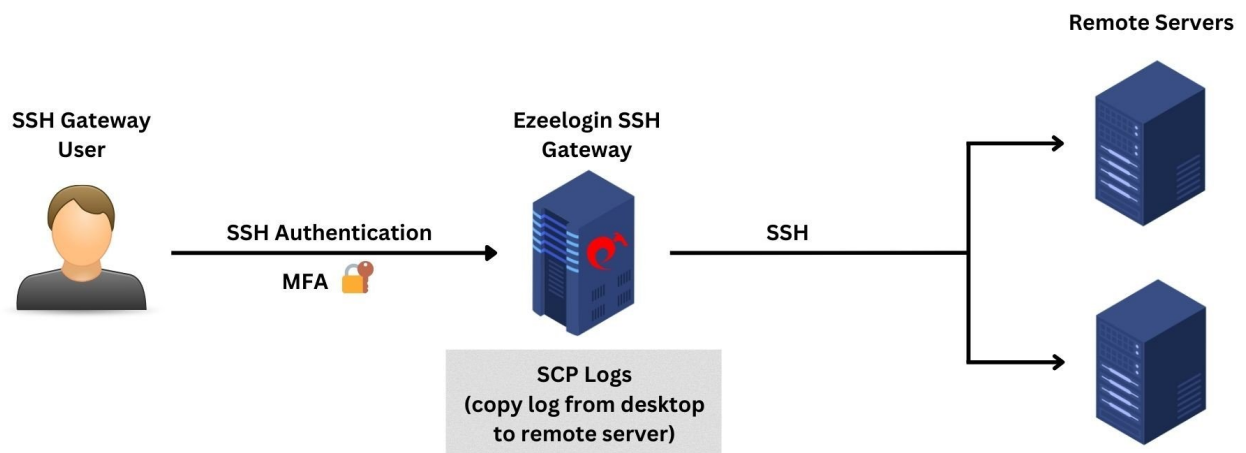 Remote Servers
SSH Gateway
User
Ezeelogin SSH
Gateway
SSH Authentication
MFA
SSH
SCP Logs
(copy log from desktop
to remote server)